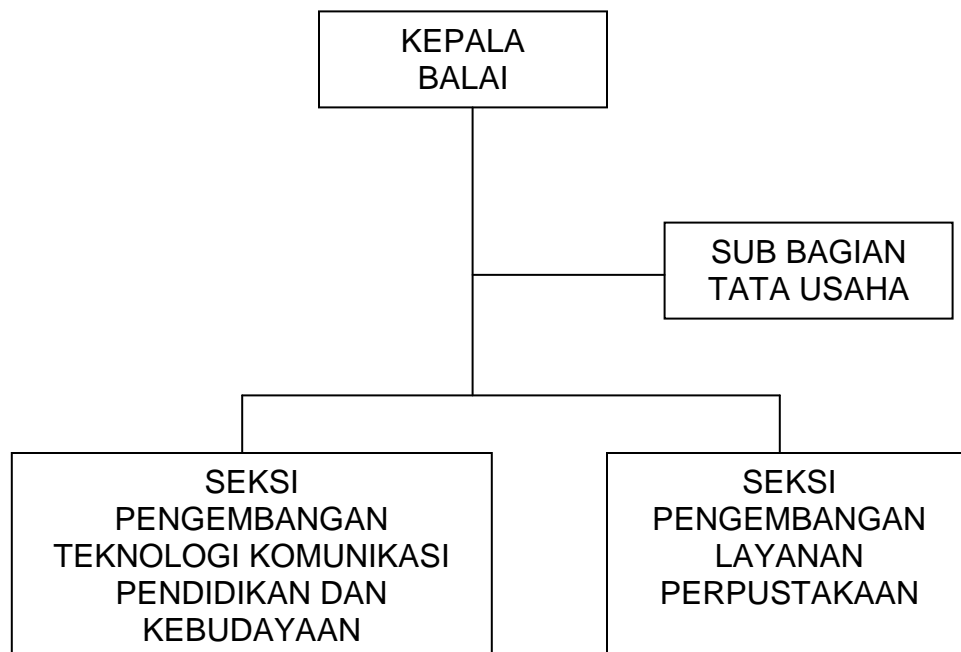 KEPALA
BALAI
SUB BAGIAN
TATA USAHA
SEKSI
PENGEMBANGAN
TEKNOLOGI KOMUNIKASI
PENDIDIKAN DAN
KEBUDAYAAN
SEKSI
PENGEMBANGAN
LAYANAN
PERPUSTAKAAN